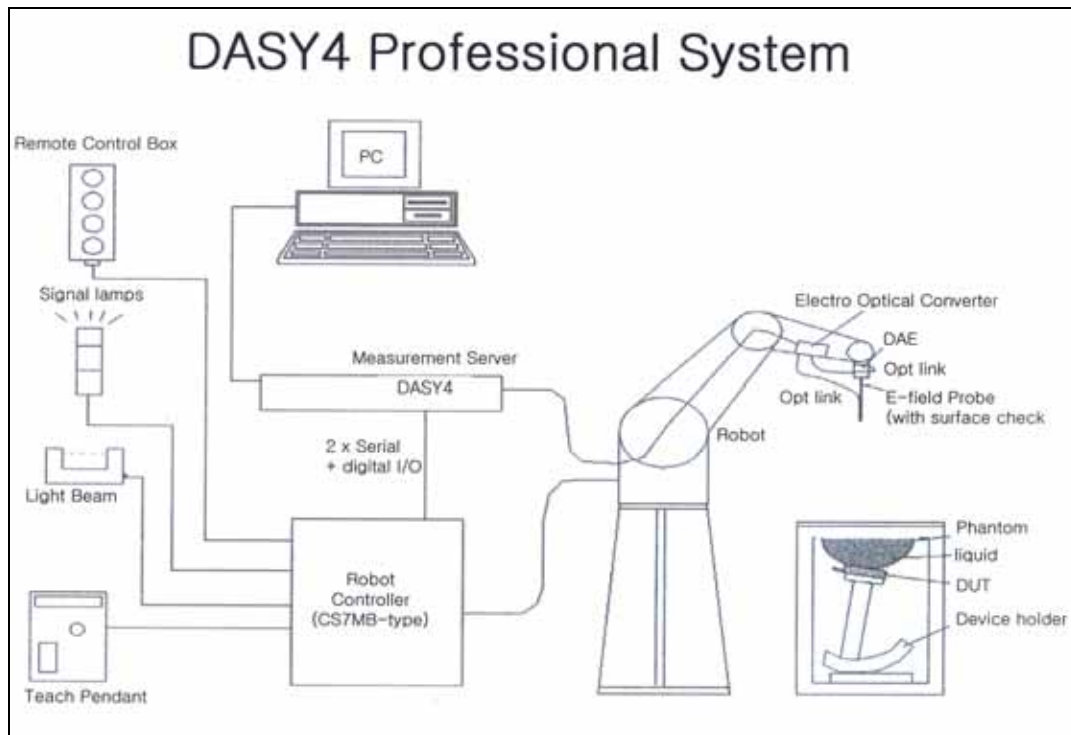 DASY4 Professional System
Remote Control Box
PC
Signal lamps
Electro Optical Converter
DAE
Measurement Server
Opt link
DASY4
Opt link
E-field Probe
(with surface check
Robot
2 x Serial
+ digital I/O
Light Beam
Phantom
liquid
DUT
Robot
Controller
(CS7MB-type)
Device holder
Teach Pendant